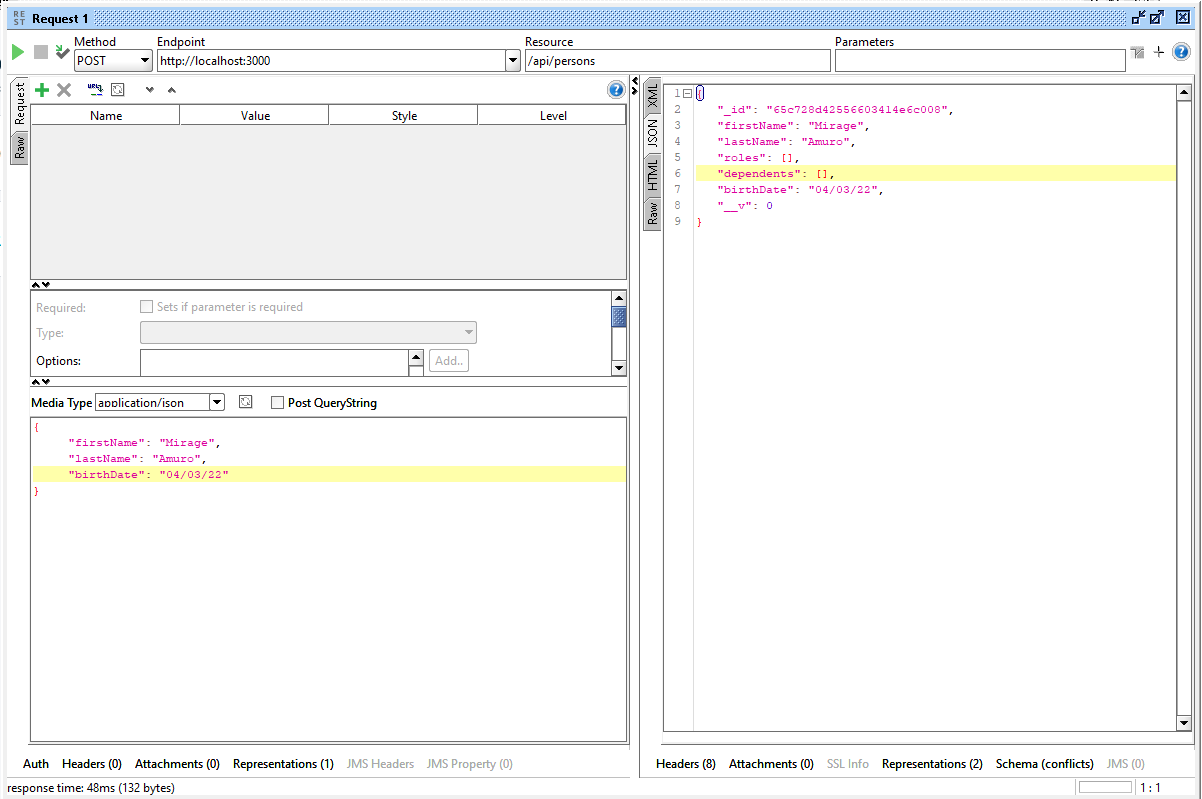 RE
ST
Request 1
Method
Endpoint
Resource
Parameters
POST
http://localhost:3000
/api/persons
Request
Raw
Name
Value
Style
Level
Required:
Sets if parameter is required
Type:
Options:
Add..
Media Type
application/json
Post QueryString
{
"firstName": "Mirage",
"lastName": "Amuro",
"birthDate": "04/03/22"
}
XML
JSON
HTML
Raw
1 {
2 "_id": "65c728d42556603414e6c008",
3 "firstName": "Mirage",
4 "lastName": "Amuro",
5 "roles": [],
6 "dependents": [],
7 "birthDate": "04/03/22",
8 "__v": 0
9 }
Auth Headers (0) Attachments (0) Representations (1) JMS Headers JMS Property (0)
Headers (8) Attachments (0) SSL Info Representations (2) Schema (conflicts) JMS (0)
response time: 48ms (132 bytes)
1 : 1